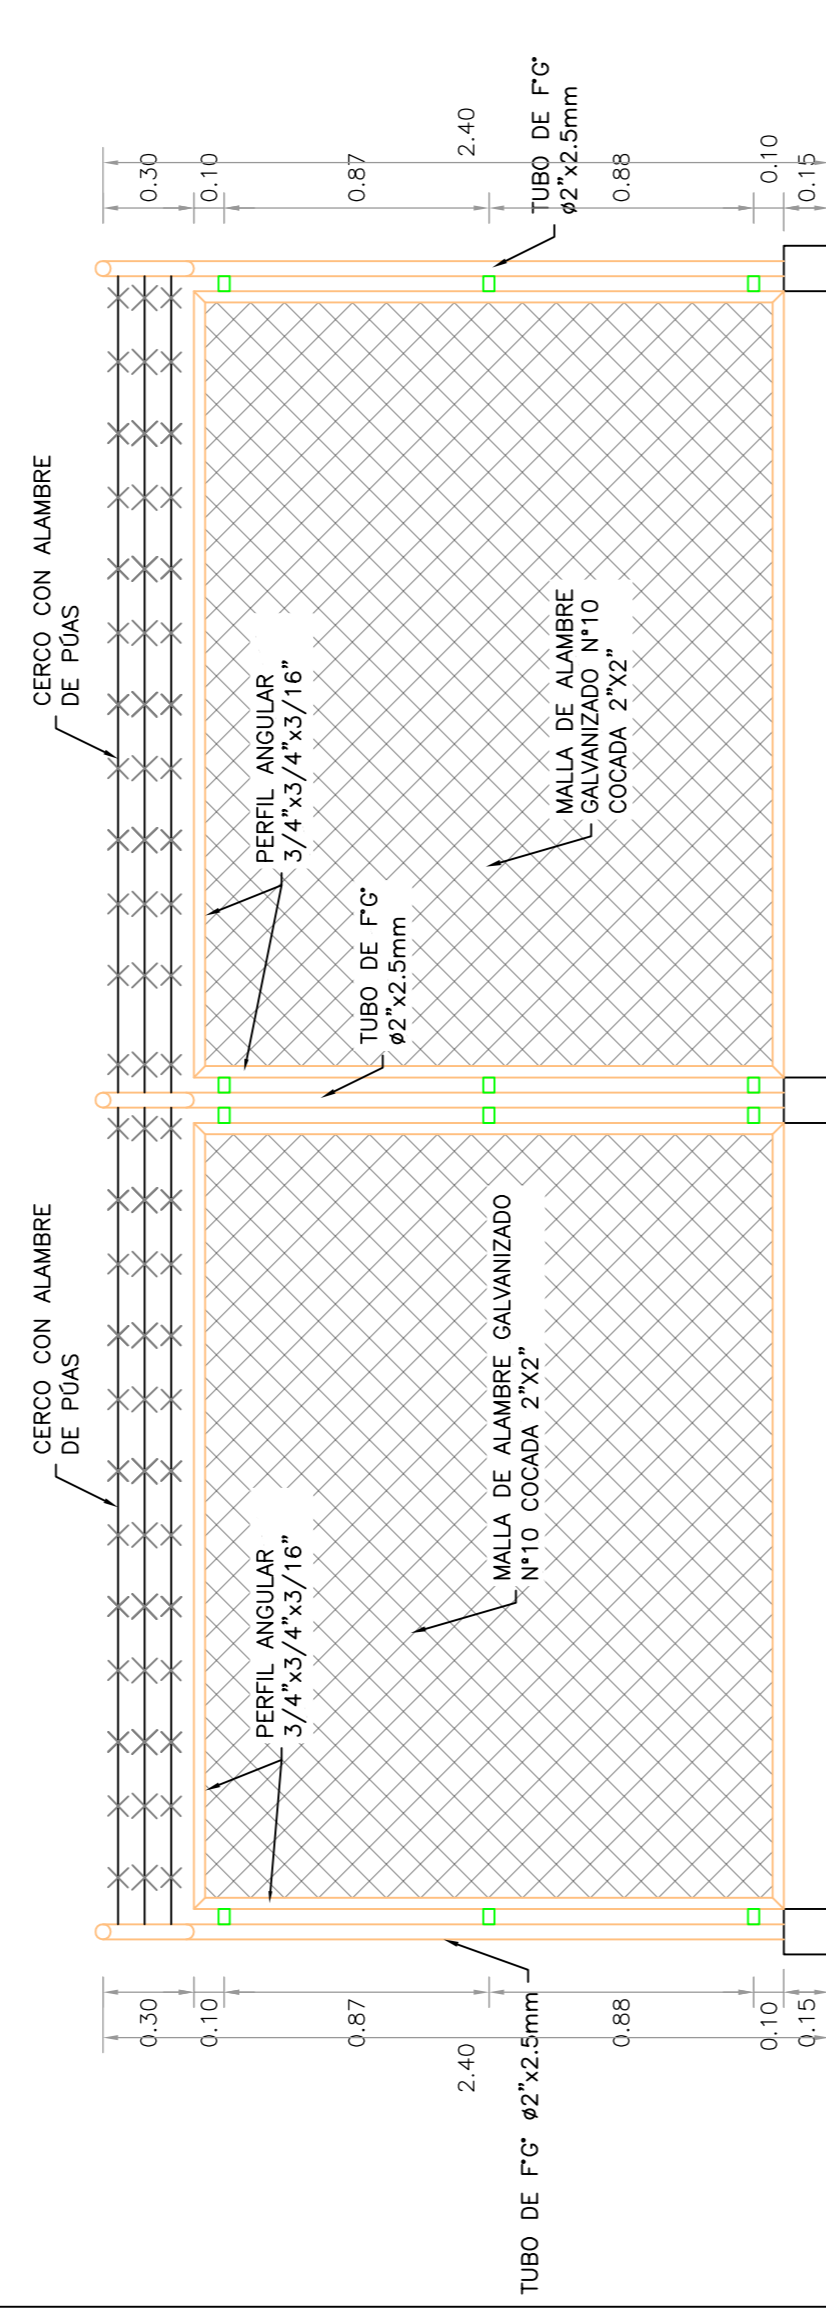 CERCO CON ALAMBRE
DE PÚAS
CERCO CON ALAMBRE
DE PÚAS
0.30
0.10
0.87
2.40
0.88
0.10
0.15
TUBO DE F°G° ø2"x2.5mm
PERFIL ANGULAR
3/4"x3/4"x3/16"
MALLA DE ALAMBRE GALVANIZADO
N°10 COCADA 2"X2"
TUBO DE F°G°
ø2"x2.5mm
PERFIL ANGULAR
3/4"x3/4"x3/16"
MALLA DE ALAMBRE
GALVANIZADO N°10
COCADA 2"X2"
TUBO DE F°G°
ø2"x2.5mm
0.30
0.10
0.87
2.40
0.88
0.10
0.15